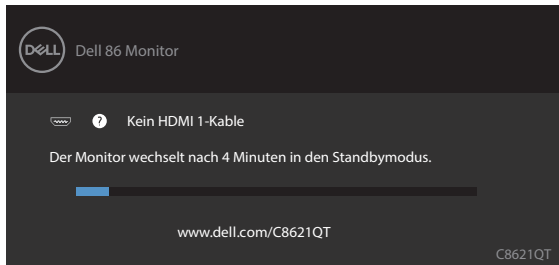 DELL
Dell 86 Monitor
? Kein HDMI 1-Kable
Der Monitor wechselt nach 4 Minuten in den Standbymodus.
www.dell.com/C8621QT
C8621QT